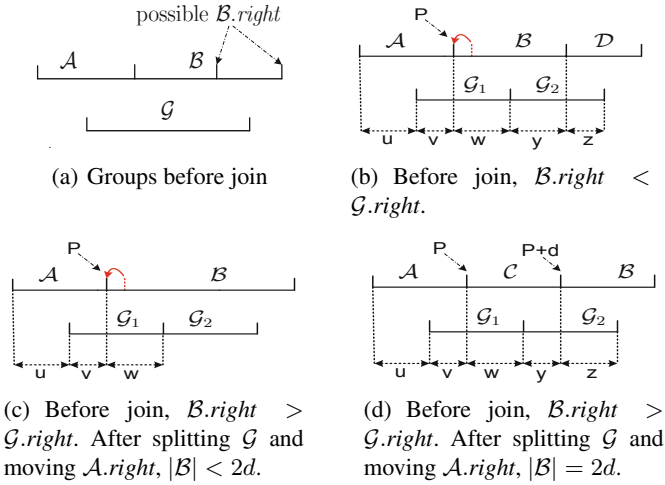 possible B.right
A B
G
(a) Groups before join
P
A B D
G1 G2
u v w y z
(b) Before join, B.right <
G.right.
P
A B
G1 G2
u v w
(c) Before join, B.right >
G.right. After splitting G and
moving A.right, |B| < 2d.
P P+d
A C B
G1 G2
u v w y z
(d) Before join, B.right >
G.right. After splitting G and
moving A.right, |B| = 2d.